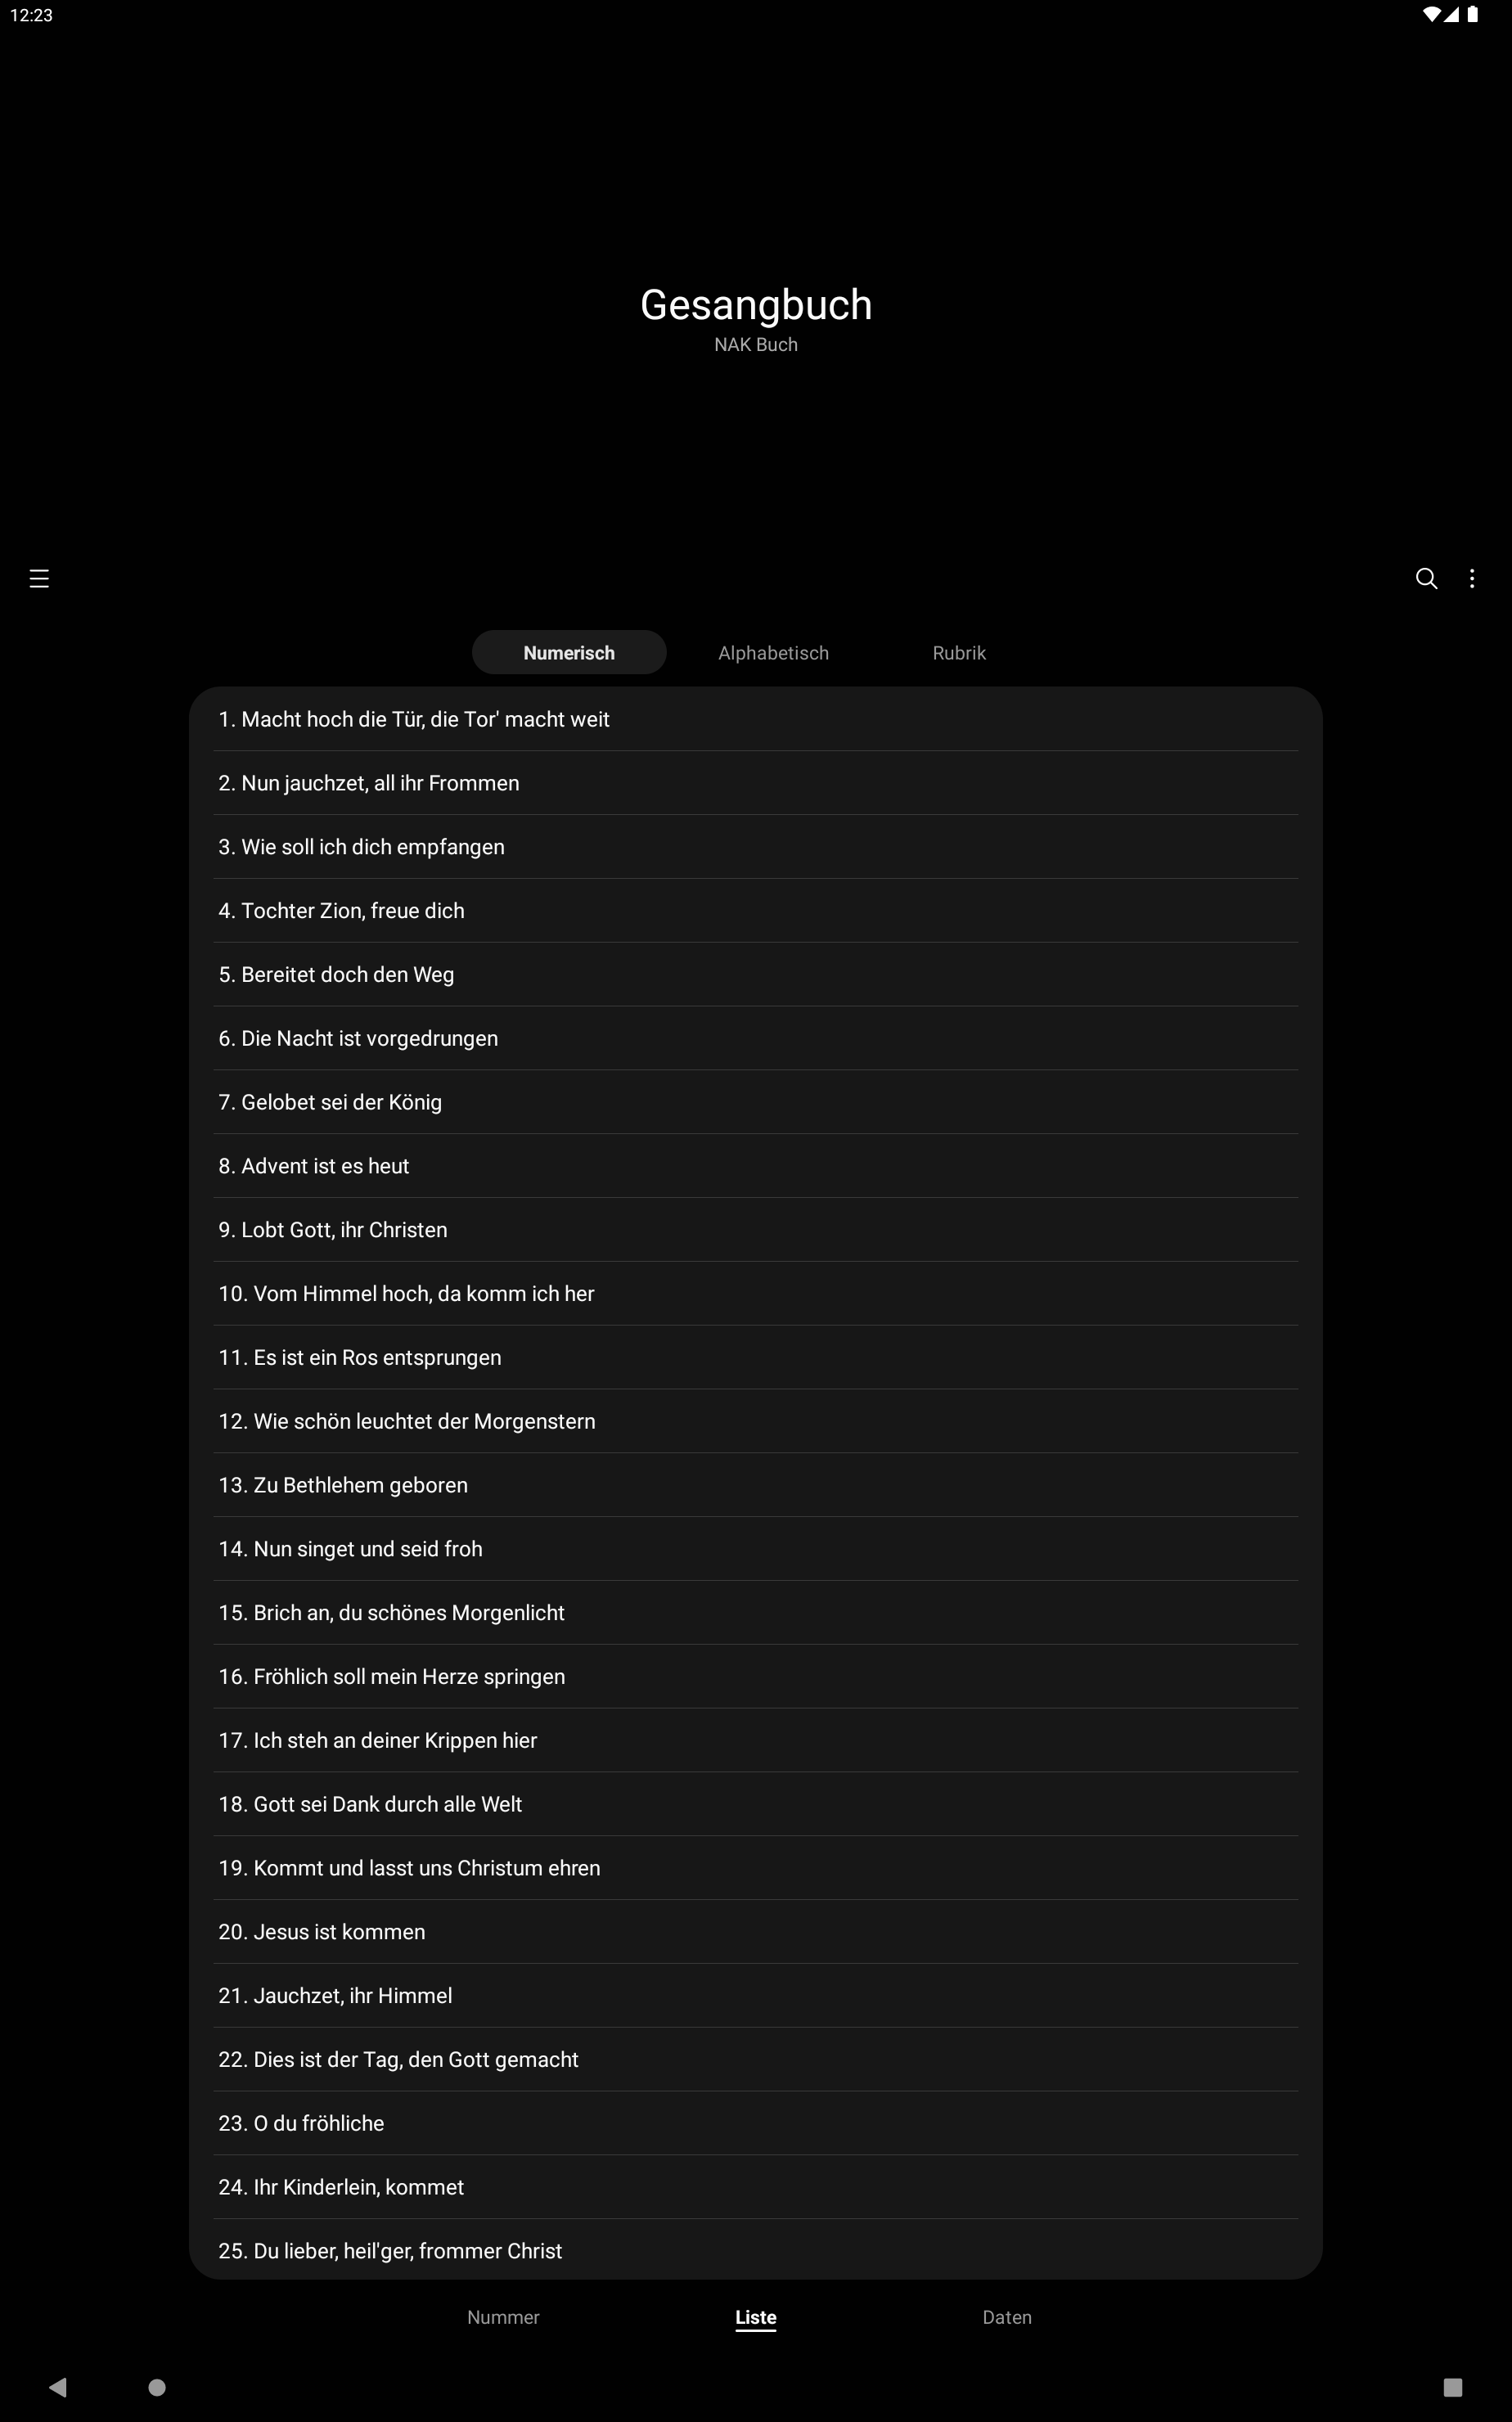 12:23
Gesangbuch
NAK Buch
Numerisch
Alphabetisch
Rubrik
1. Macht hoch die Tür, die Tor' macht weit
2. Nun jauchzet, all ihr Frommen
3. Wie soll ich dich empfangen
4. Tochter Zion, freue dich
5. Bereitet doch den Weg
6. Die Nacht ist vorgedrungen
7. Gelobet sei der König
8. Advent ist es heut
9. Lobt Gott, ihr Christen
10. Vom Himmel hoch, da komm ich her
11. Es ist ein Ros entsprungen
12. Wie schön leuchtet der Morgenstern
13. Zu Bethlehem geboren
14. Nun singet und seid froh
15. Brich an, du schönes Morgenlicht
16. Fröhlich soll mein Herze springen
17. Ich steh an deiner Krippen hier
18. Gott sei Dank durch alle Welt
19. Kommt und lasst uns Christum ehren
20. Jesus ist kommen
21. Jauchzet, ihr Himmel
22. Dies ist der Tag, den Gott gemacht
23. O du fröhliche
24. Ihr Kinderlein, kommet
25. Du lieber, heil'ger, frommer Christ
Nummer
Liste
Daten